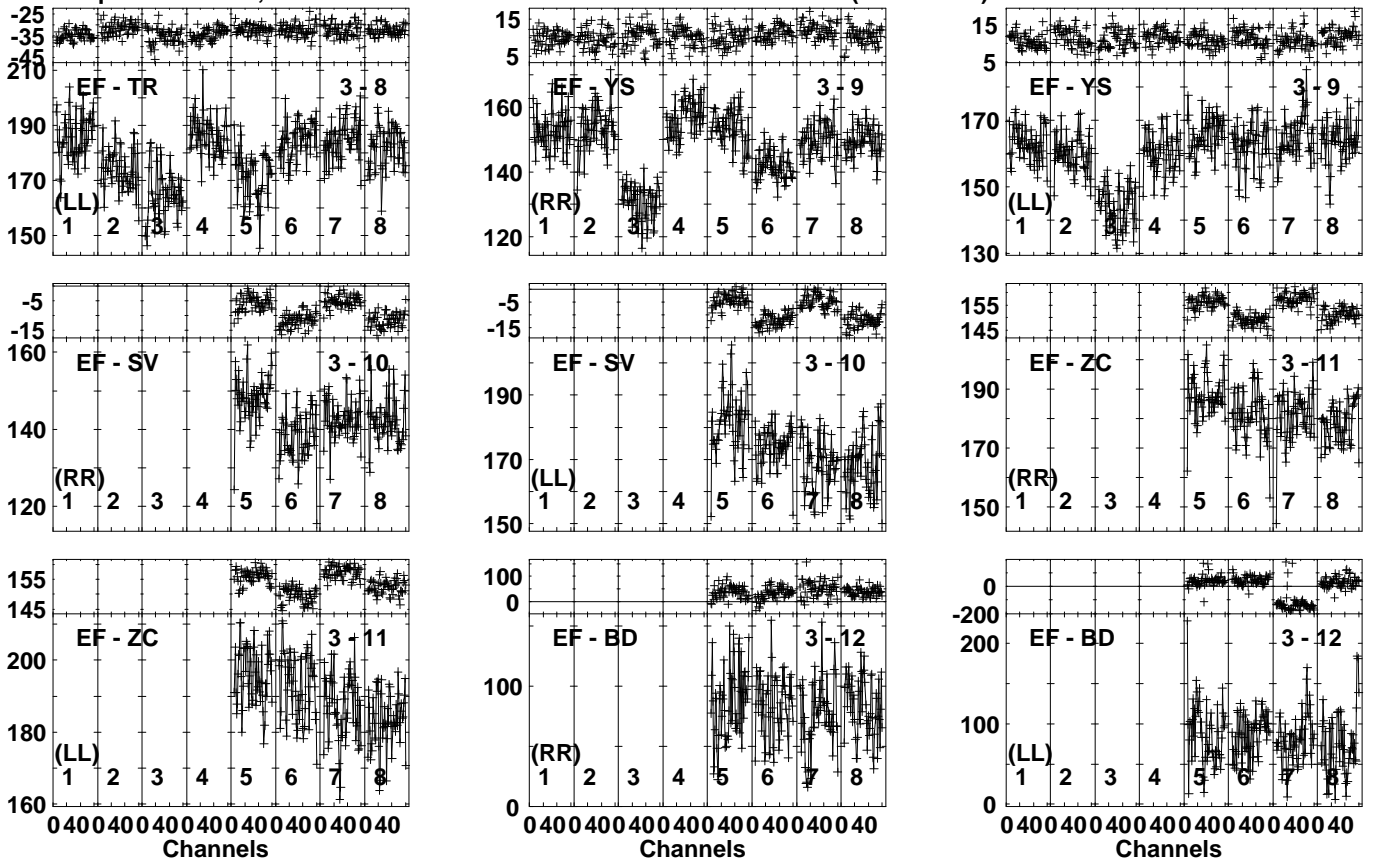 -25
-35
-45
210
190
170
150
EF - TR 3 - 8
(LL)
1 2 3 4 5 6 7 8
15
5
160
140
120
EF - YS 3 - 9
(RR)
1 2 3 4 5 6 7 8
15
5
170
150
130
EF - YS 3 - 9
(LL)
1 2 3 4 5 6 7 8
-5
-15
160
140
120
EF - SV 3 - 10
(RR)
1 2 3 4 5 6 7 8
-5
-15
190
170
150
EF - SV 3 - 10
(LL)
1 2 3 4 5 6 7 8
155
145
190
170
150
EF - ZC 3 - 11
(RR)
1 2 3 4 5 6 7 8
155
145
200
180
160
EF - ZC 3 - 11
(LL)
1 2 3 4 5 6 7 8
0 40 0 40 0 40 0 40 0 40 0 40 0 40 0 40
Channels
100
0
100
0
EF - BD 3 - 12
(RR)
1 2 3 4 5 6 7 8
0 40 0 40 0 40 0 40 0 40 0 40 0 40 0 40
Channels
0
-200
200
100
0
EF - BD 3 - 12
(LL)
1 2 3 4 5 6 7 8
0 40 0 40 0 40 0 40 0 40 0 40 0 40 0 40
Channels